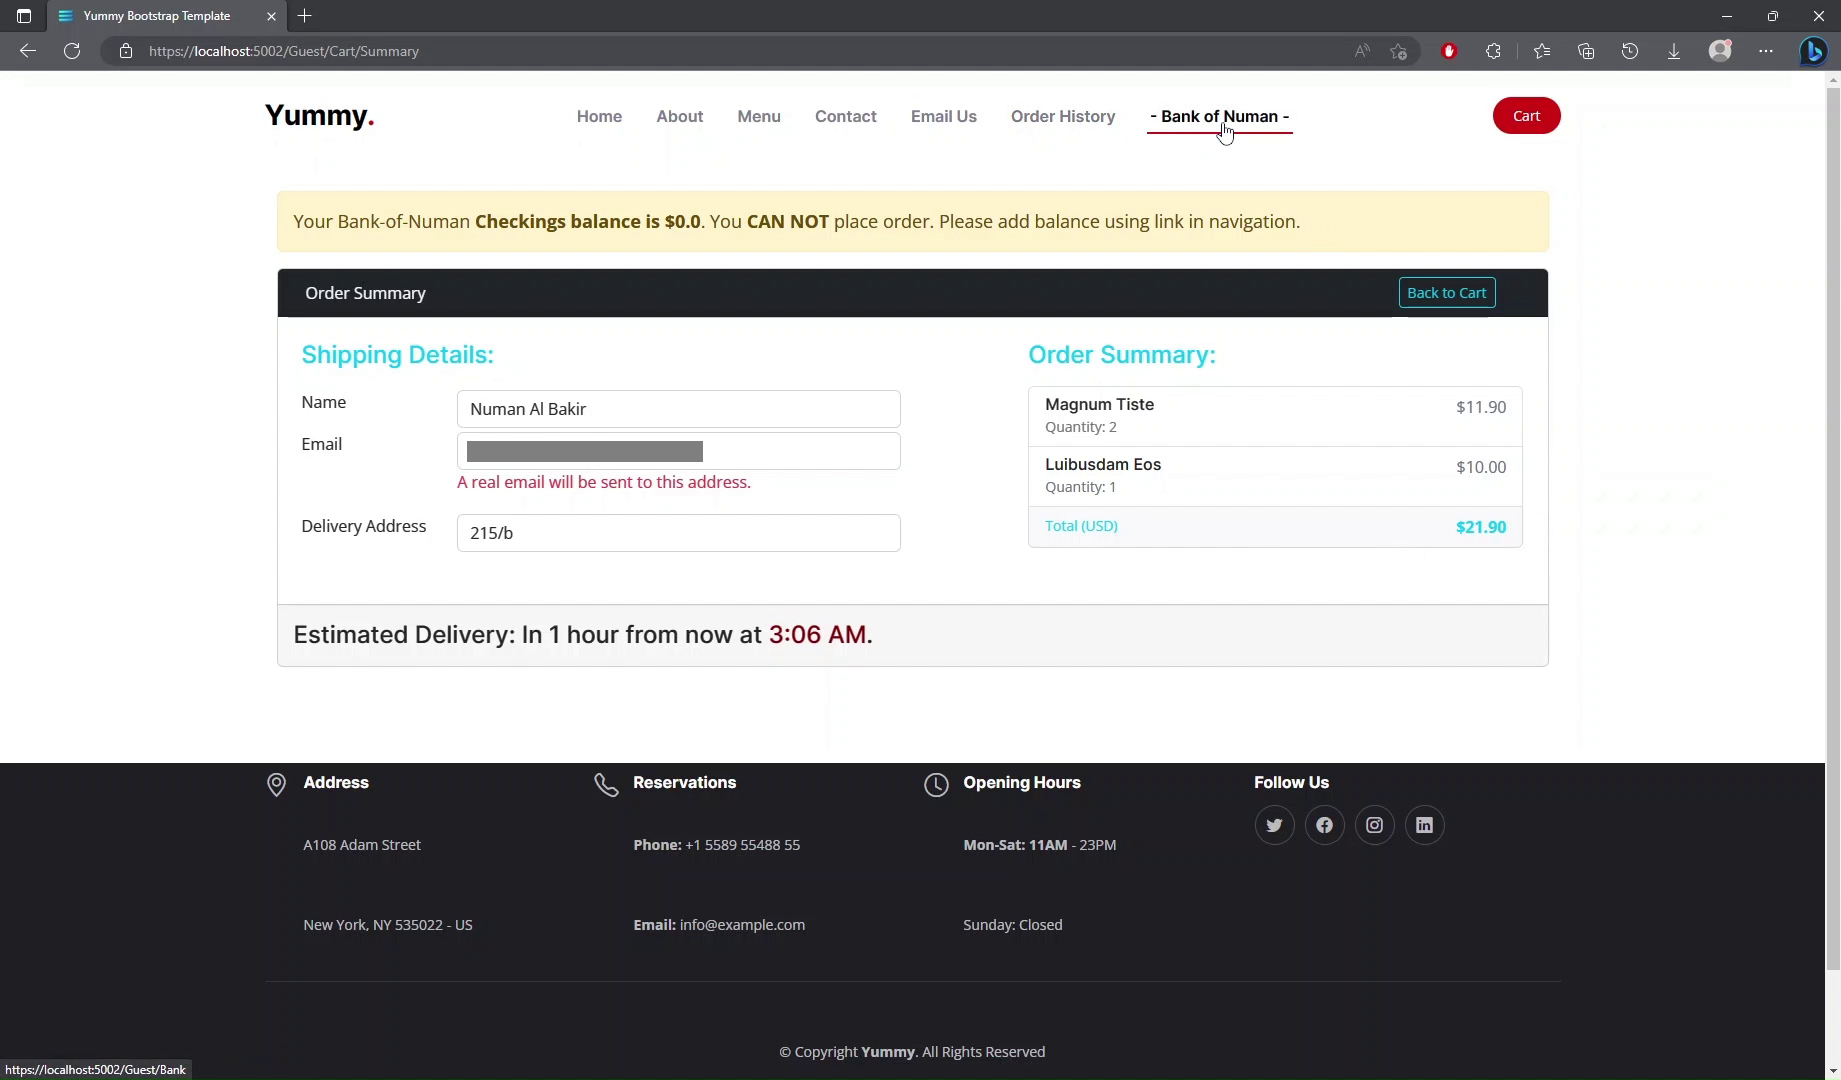 Yummy Bootstrap Template
https://localhost:5002/Guest/Cart/Summary
Yummy.
Home
About
Menu
Contact
Email Us
Order History
- Bank of Numan -
Cart
Your Bank-of-Numan Checkings balance is $0.0. You CAN NOT place order. Please add balance using link in navigation.
Order Summary
Back to Cart
Shipping Details:
Name
Numan Al Bakir
Email
A real email will be sent to this address.
Delivery Address
215/b
Order Summary:
Magnum Tiste
$11.90
Quantity: 2
Luibusdam Eos
$10.00
Quantity: 1
Total (USD)
$21.90
Estimated Delivery: In 1 hour from now at 3:06 AM.
Address
A108 Adam Street
New York, NY 535022 - US
Reservations
Phone: +1 5589 55488 55
Email: info@example.com
Opening Hours
Mon-Sat: 11AM - 23PM
Sunday: Closed
Follow Us
© Copyright Yummy. All Rights Reserved
https://localhost:5002/Guest/Bank